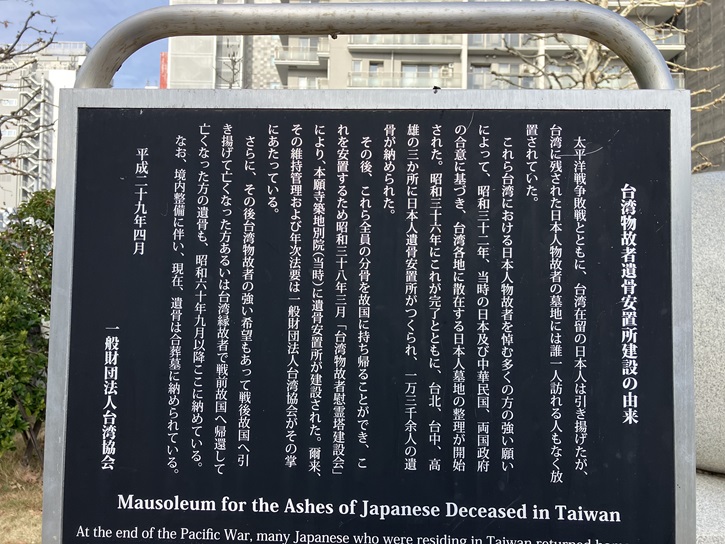 台湾物故者遺骨安置所建設の由来
太平洋戦争敗戦とともに、台湾在留の日本人は引き揚げたが、
台湾に残された日本人物故者の墓地には誰一人訪れる人もなく放
置されていた。
これら台湾における日本人物故者を悼む多くの方の強い願い
によって、昭和三十二年、当時の日本及び中華民国、両国政府
の合意に基づき、台湾各地に散在する日本人墓地の整理が開始
された。昭和三十六年にこれが完了とともに、台北、台中、高
雄の三か所に日本人遺骨安置所がつくられ、一万三千余人の遺
骨が納められた。
その後、これら全員の分骨を故国に持ち帰ることができ、こ
れを安置するため昭和三十八年三月「台湾物故者慰霊塔建設会」
により、本願寺築地別院(当時)に遺骨安置所が建設された。爾来、
その維持管理および年次法要は一般財団法人台湾協会がその掌
にあたっている。
さらに、その後台湾物故者の強い希望もあって戦後故国へ引
き揚げて亡くなった方あるいは台湾縁故者で戦前故国へ帰還して
亡くなった方の遺骨も、昭和六十年九月以降ここに納めている。
なお、境内整備に伴い、現在、遺骨は合葬墓に納められている。
平成二十九年四月
一般財団法人台湾協会
Mausoleum for the Ashes of Japanese Deceased in Taiwan
At the end of the Pacific War, many Japanese who were residing in Taiwan returned